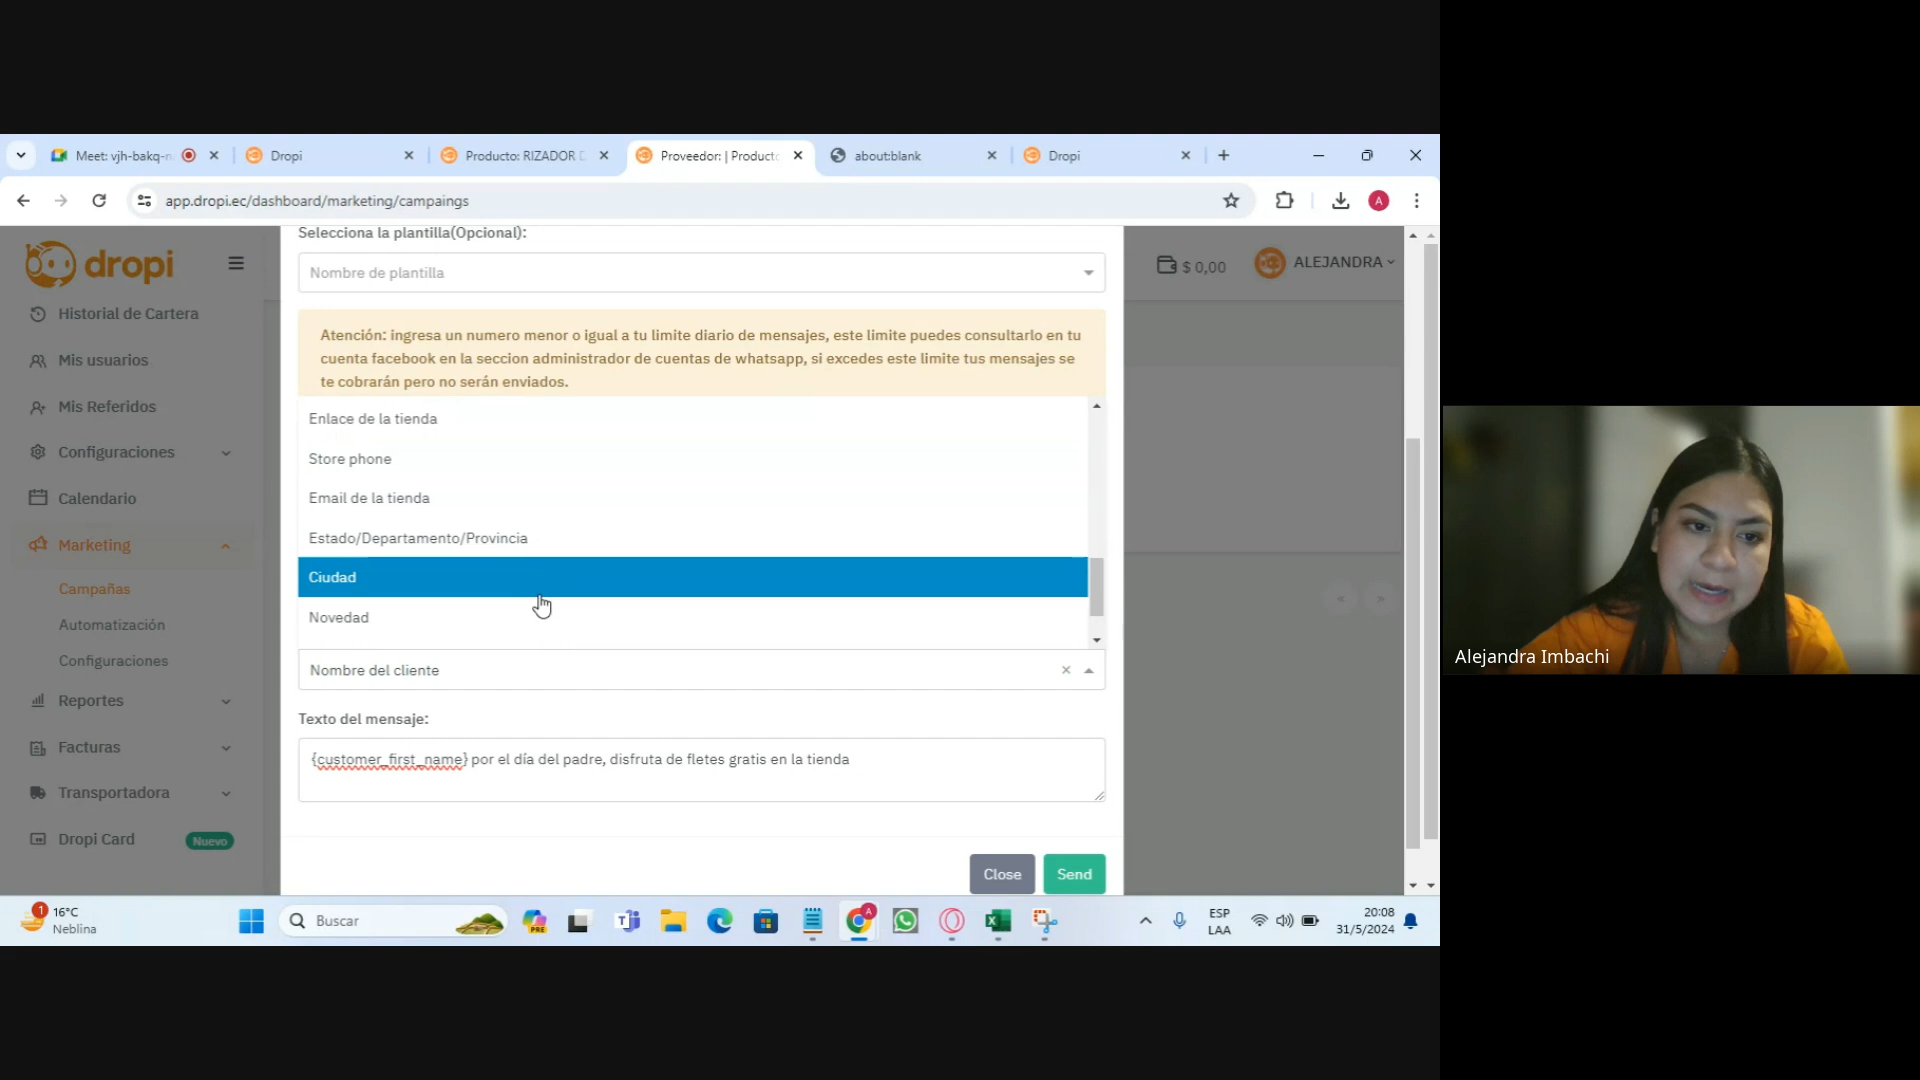 Meet: vjh-bakq-n
Dropi
Producto: RIZADOR D
Proveedor: | Producto
about:blank
Dropi
app.dropi.ec/dashboard/marketing/campaings
A
dropi
$ 0,00
ALEJANDRA
Historial de Cartera
Mis usuarios
Mis Referidos
Configuraciones
Calendario
Marketing
Campañas
Automatización
Configuraciones
Reportes
Facturas
Transportadora
Dropi Card
Nuevo
Selecciona la plantilla(Opcional):
Nombre de plantilla
Atención: ingresa un numero menor o igual a tu limite diario de mensajes, este limite puedes consultarlo en tu
cuenta facebook en la seccion administrador de cuentas de whatsapp, si excedes este limite tus mensajes se
te cobrarán pero no serán enviados.
Enlace de la tienda
Store phone
Email de la tienda
Estado/Departamento/Provincia
Ciudad
Novedad
Nombre del cliente
Texto del mensaje:
{customer_first_name} por el día del padre, disfruta de fletes gratis en la tienda
Close
Send
Alejandra Imbachi
1
16°C
Neblina
Buscar
PRE
A
ESP
LAA
20:08
31/5/2024